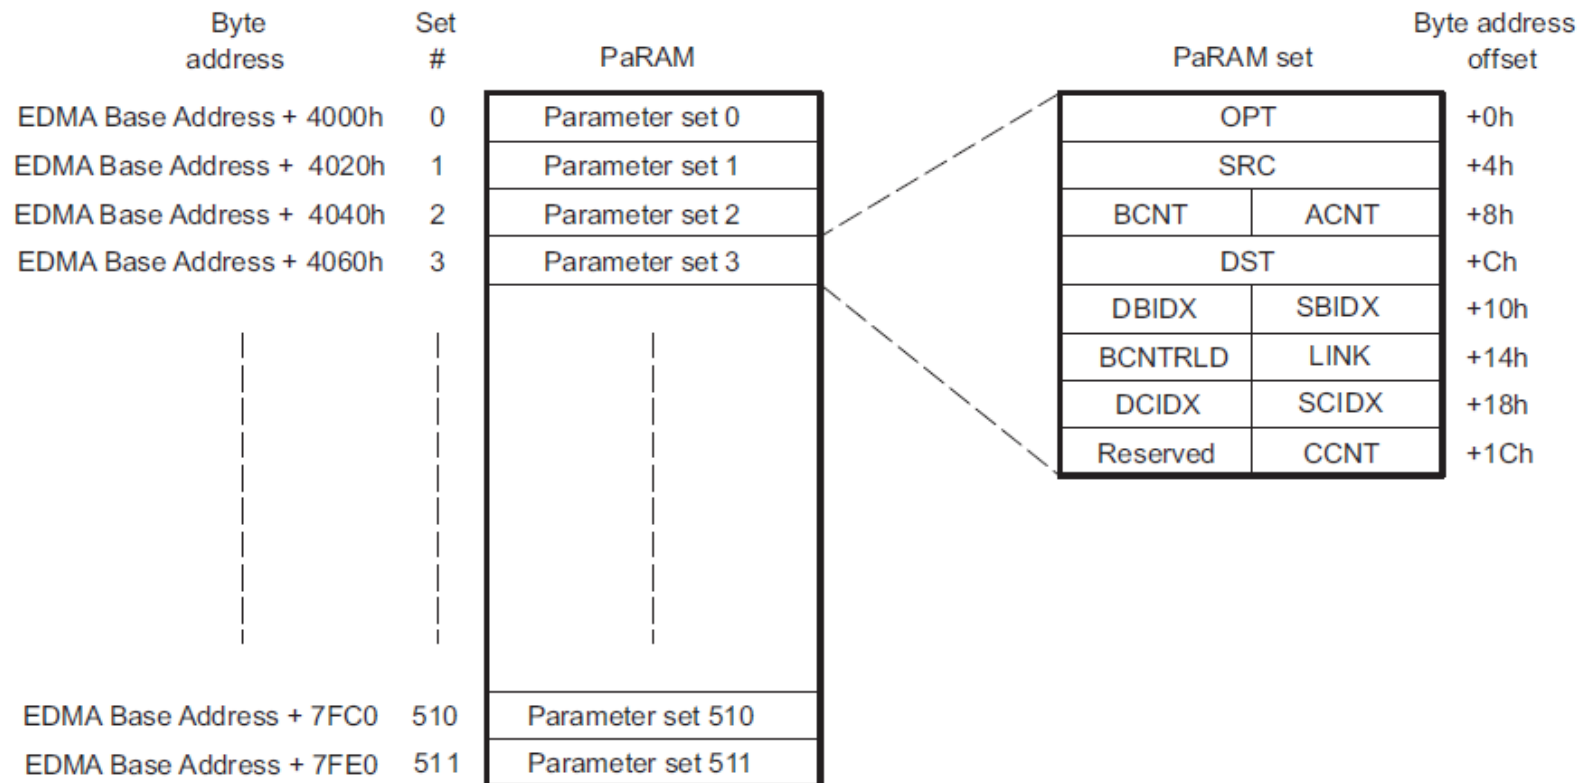 Byte address Set # PaRAM PaRAM set Byte address offset
EDMA Base Address + 4000h 0 Parameter set 0 OPT +0h
EDMA Base Address + 4020h 1 Parameter set 1 SRC +4h
EDMA Base Address + 4040h 2 Parameter set 2 BCNT ACNT +8h
EDMA Base Address + 4060h 3 Parameter set 3 DST +Ch
DBIDX SBIDX +10h
BCNTRLD LINK +14h
DCIDX SCIDX +18h
Reserved CCNT +1Ch
EDMA Base Address + 7FC0 510 Parameter set 510
EDMA Base Address + 7FE0 511 Parameter set 511